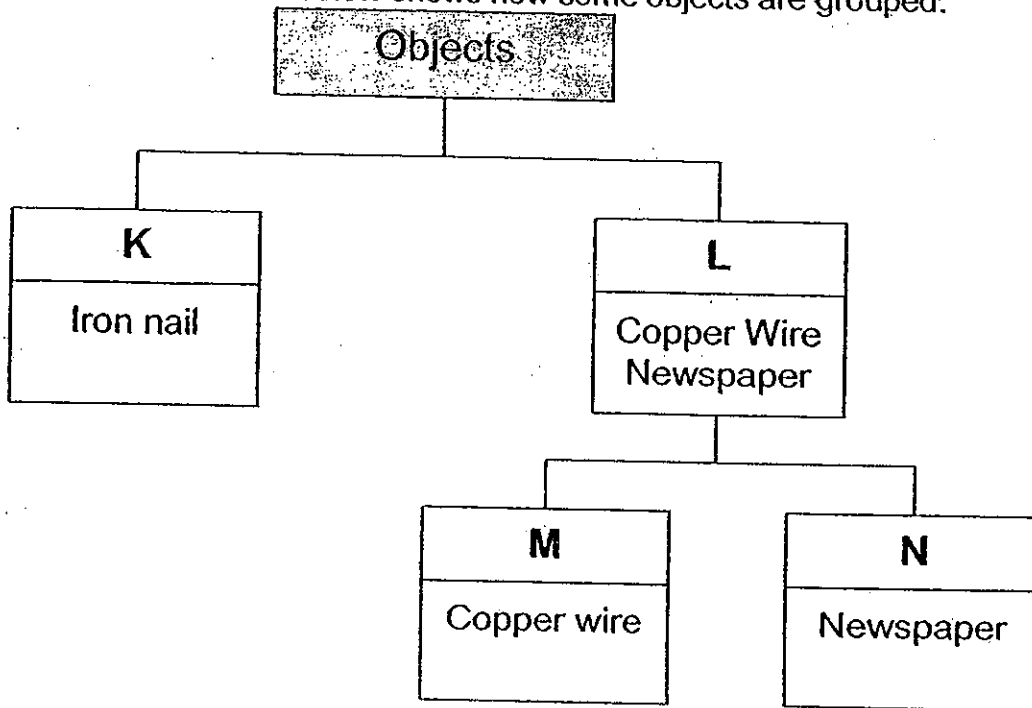 shows how some objects are grouped.
Objects
K
Iron nail
L
Copper Wire
Newspaper
M
Copper wire
N
Newspaper